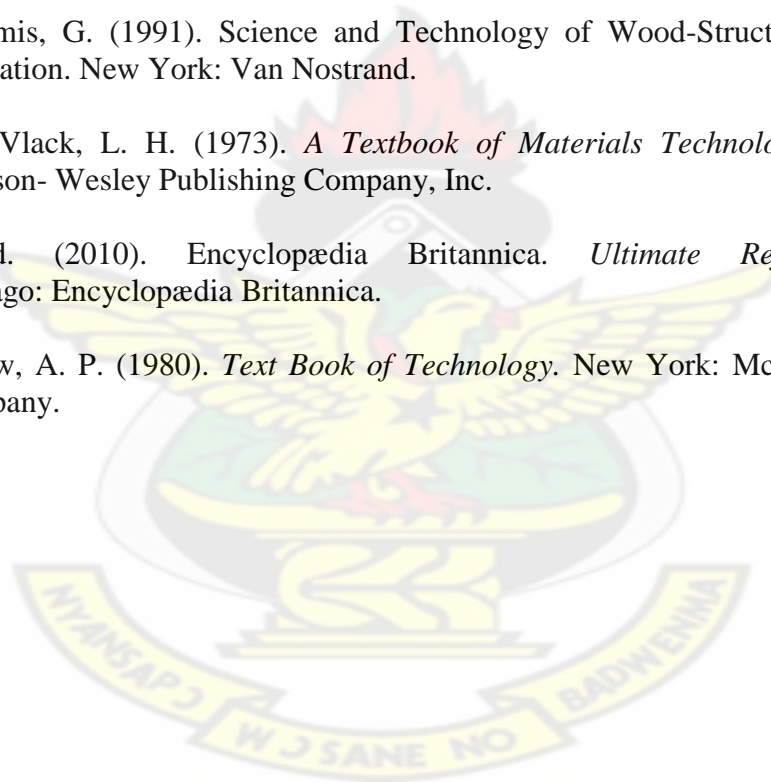 mis, G. (1991). Science and Technology of Wood-Struct
ation. New York: Van Nostrand.
Vlack, L. H. (1973). A Textbook of Materials Technolo
son- Wesley Publishing Company, Inc.
d. (2010). Encyclopædia Britannica. Ultimate Re
ago: Encyclopædia Britannica.
w, A. P. (1980). Text Book of Technology. New York: Mc
pany.
NYANSAPƆ
WƆSANE NO
BADWENMA